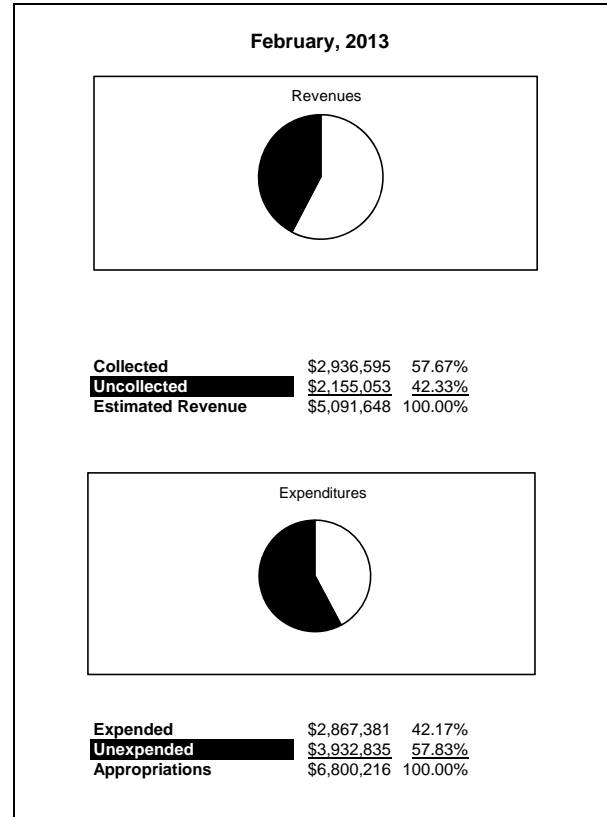 February, 2013
Revenues
Collected $2,936,595 57.67%
Uncollected $2,155,053 42.33%
Estimated Revenue $5,091,648 100.00%
Expenditures
Expended $2,867,381 42.17%
Unexpended $3,932,835 57.83%
Appropriations $6,800,216 100.00%